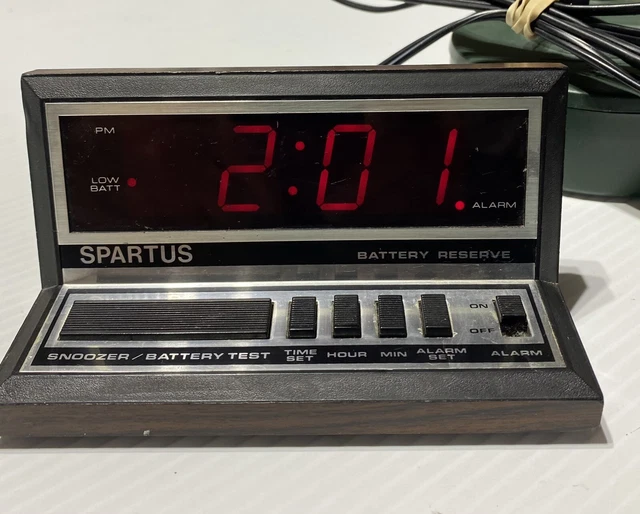 PM
2:01
LOW
BATT
ALARM
SPARTUS
BATTERY RESERVE
ON
OFF
SNOOZER/BATTERY TEST
TIME
SET
HOUR
MIN
ALARM
SET
ALARM